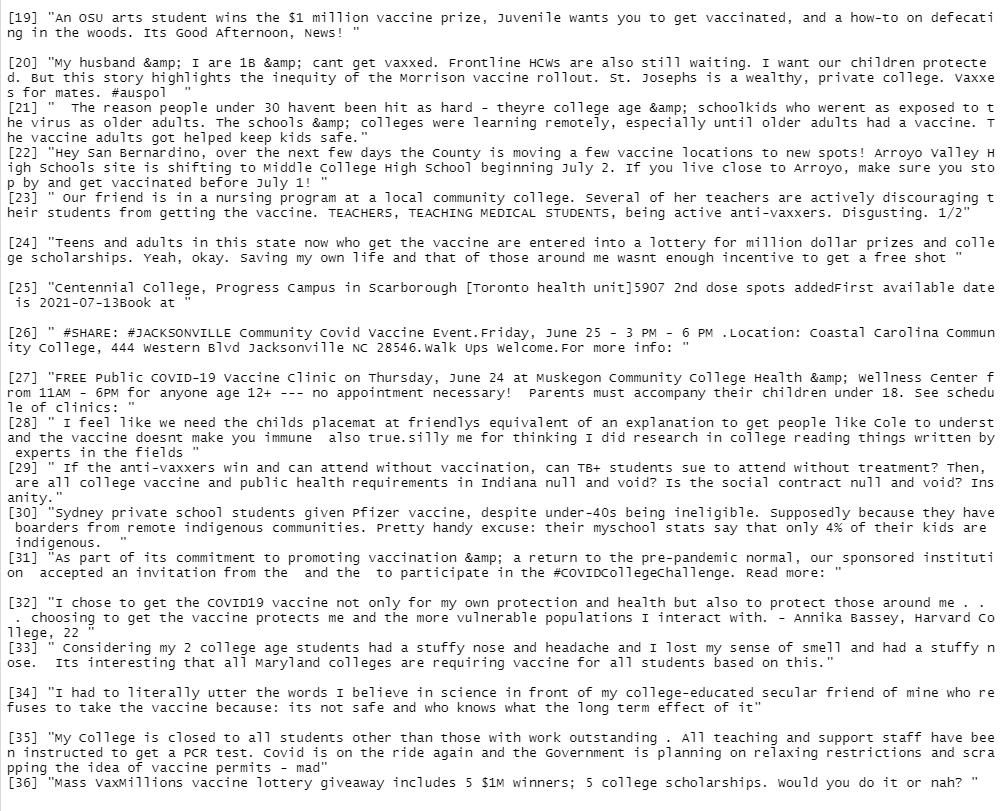 [19] "An OSU arts student wins the $1 million vaccine prize, Juvenile wants you to get vaccinated, and a how-to on defecati
ng in the woods. Its Good Afternoon, News! "
[20] "My husband &amp; I are 1B &amp; cant get vaxxed. Frontline HCWs are also still waiting. I want our children protecte
d. But this story highlights the inequity of the Morrison vaccine rollout. St. Josephs is a wealthy, private college. Vaxxe
s for mates. #auspol  "
[21] "  The reason people under 30 havent been hit as hard - theyre college age &amp; schoolkids who werent as exposed to t
he virus as older adults. The schools &amp; colleges were learning remotely, especially until older adults had a vaccine. T
he vaccine adults got helped keep kids safe."
[22] "Hey San Bernardino, over the next few days the County is moving a few vaccine locations to new spots! Arroyo Valley H
igh Schools site is shifting to Middle College High School beginning July 2. If you live close to Arroyo, make sure you sto
p by and get vaccinated before July 1! "
[23] " Our friend is in a nursing program at a local community college. Several of her teachers are actively discouraging t
heir students from getting the vaccine. TEACHERS, TEACHING MEDICAL STUDENTS, being active anti-vaxxers. Disgusting. 1/2"
[24] "Teens and adults in this state now who get the vaccine are entered into a lottery for million dollar prizes and colle
ge scholarships. Yeah, okay. Saving my own life and that of those around me wasnt enough incentive to get a free shot "
[25] "Centennial College, Progress Campus in Scarborough [Toronto health unit]5907 2nd dose spots addedFirst available date
 is 2021-07-13Book at "
[26] " #SHARE: #JACKSONVILLE Community Covid Vaccine Event.Friday, June 25 - 3 PM - 6 PM .Location: Coastal Carolina Commun
ity College, 444 Western Blvd Jacksonville NC 28546.Walk Ups Welcome.For more info: "
[27] "FREE Public COVID-19 Vaccine Clinic on Thursday, June 24 at Muskegon Community College Health &amp; Wellness Center f
rom 11AM - 6PM for anyone age 12+ --- no appointment necessary!  Parents must accompany their children under 18. See schedu
le of clinics: "
[28] " I feel like we need the childs placemat at friendlys equivalent of an explanation to get people like Cole to underst
and the vaccine doesnt make you immune  also true.silly me for thinking I did research in college reading things written by
 experts in the fields "
[29] " If the anti-vaxxers win and can attend without vaccination, can TB+ students sue to attend without treatment? Then,
 are all college vaccine and public health requirements in Indiana null and void? Is the social contract null and void? Ins
anity."
[30] "Sydney private school students given Pfizer vaccine, despite under-40s being ineligible. Supposedly because they have
 boarders from remote indigenous communities. Pretty handy excuse: their myschool stats say that only 4% of their kids are
 indigenous.  "
[31] "As part of its commitment to promoting vaccination &amp; a return to the pre-pandemic normal, our sponsored instituti
on  accepted an invitation from the  and the  to participate in the #COVIDCollegeChallenge. Read more: "
[32] "I chose to get the COVID19 vaccine not only for my own protection and health but also to protect those around me . .
 . choosing to get the vaccine protects me and the more vulnerable populations I interact with. - Annika Bassey, Harvard Co
llege, 22 "
[33] " Considering my 2 college age students had a stuffy nose and headache and I lost my sense of smell and had a stuffy n
ose.  Its interesting that all Maryland colleges are requiring vaccine for all students based on this."
[34] "I had to literally utter the words I believe in science in front of my college-educated secular friend of mine who re
fuses to take the vaccine because: its not safe and who knows what the long term effect of it"
[35] "My College is closed to all students other than those with work outstanding . All teaching and support staff have bee
n instructed to get a PCR test. Covid is on the ride again and the Government is planning on relaxing restrictions and scra
pping the idea of vaccine permits - mad"
[36] "Mass VaxMillions vaccine lottery giveaway includes 5 $1M winners; 5 college scholarships. Would you do it or nah? "